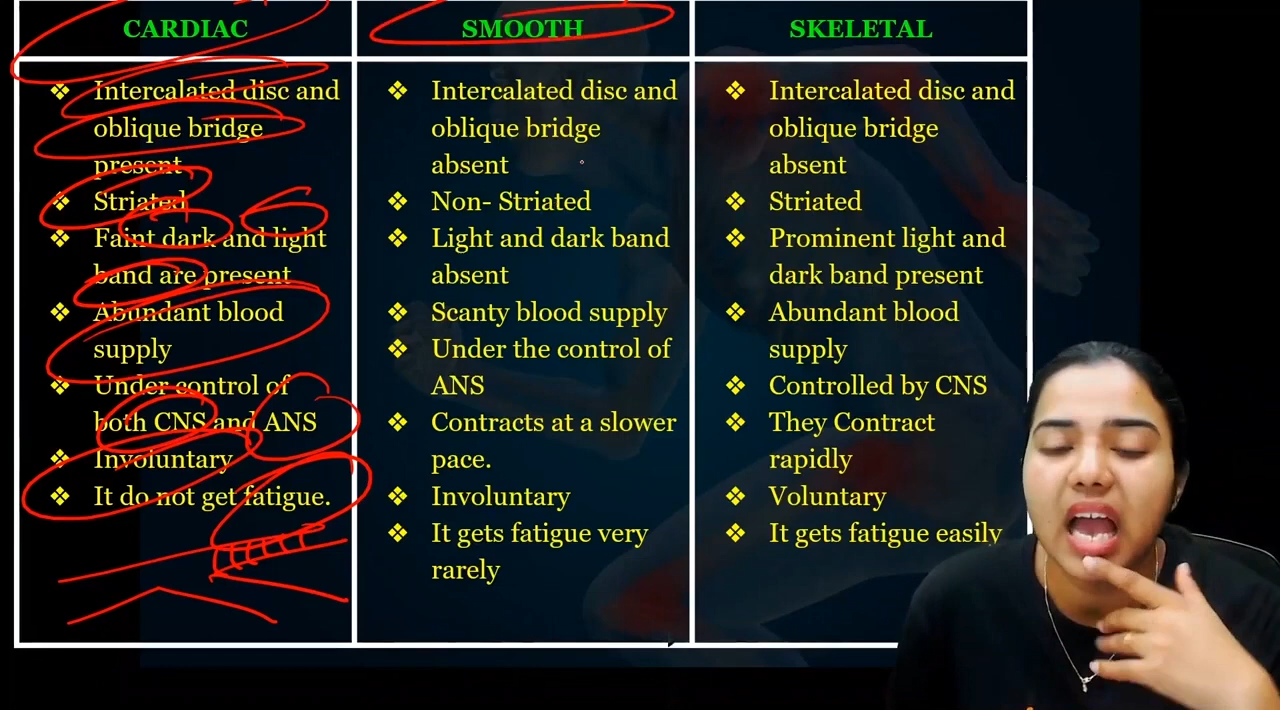 CARDIAC
Intercalated disc and
oblique bridge
present
Striated
Faint dark and light
band are present
Abundant blood
supply
Under control of
both CNS and ANS
Involuntary
It do not get fatigue.
SMOOTH
Intercalated disc and
oblique bridge
absent
Non- Striated
Light and dark band
absent
Scanty blood supply
Under the control of
ANS
Contracts at a slower
pace.
Involuntary
It gets fatigue very
rarely
SKELETAL
Intercalated disc and
oblique bridge
absent
Striated
Prominent light and
dark band present
Abundant blood
supply
Controlled by CNS
They Contract
rapidly
Voluntary
It gets fatigue easily